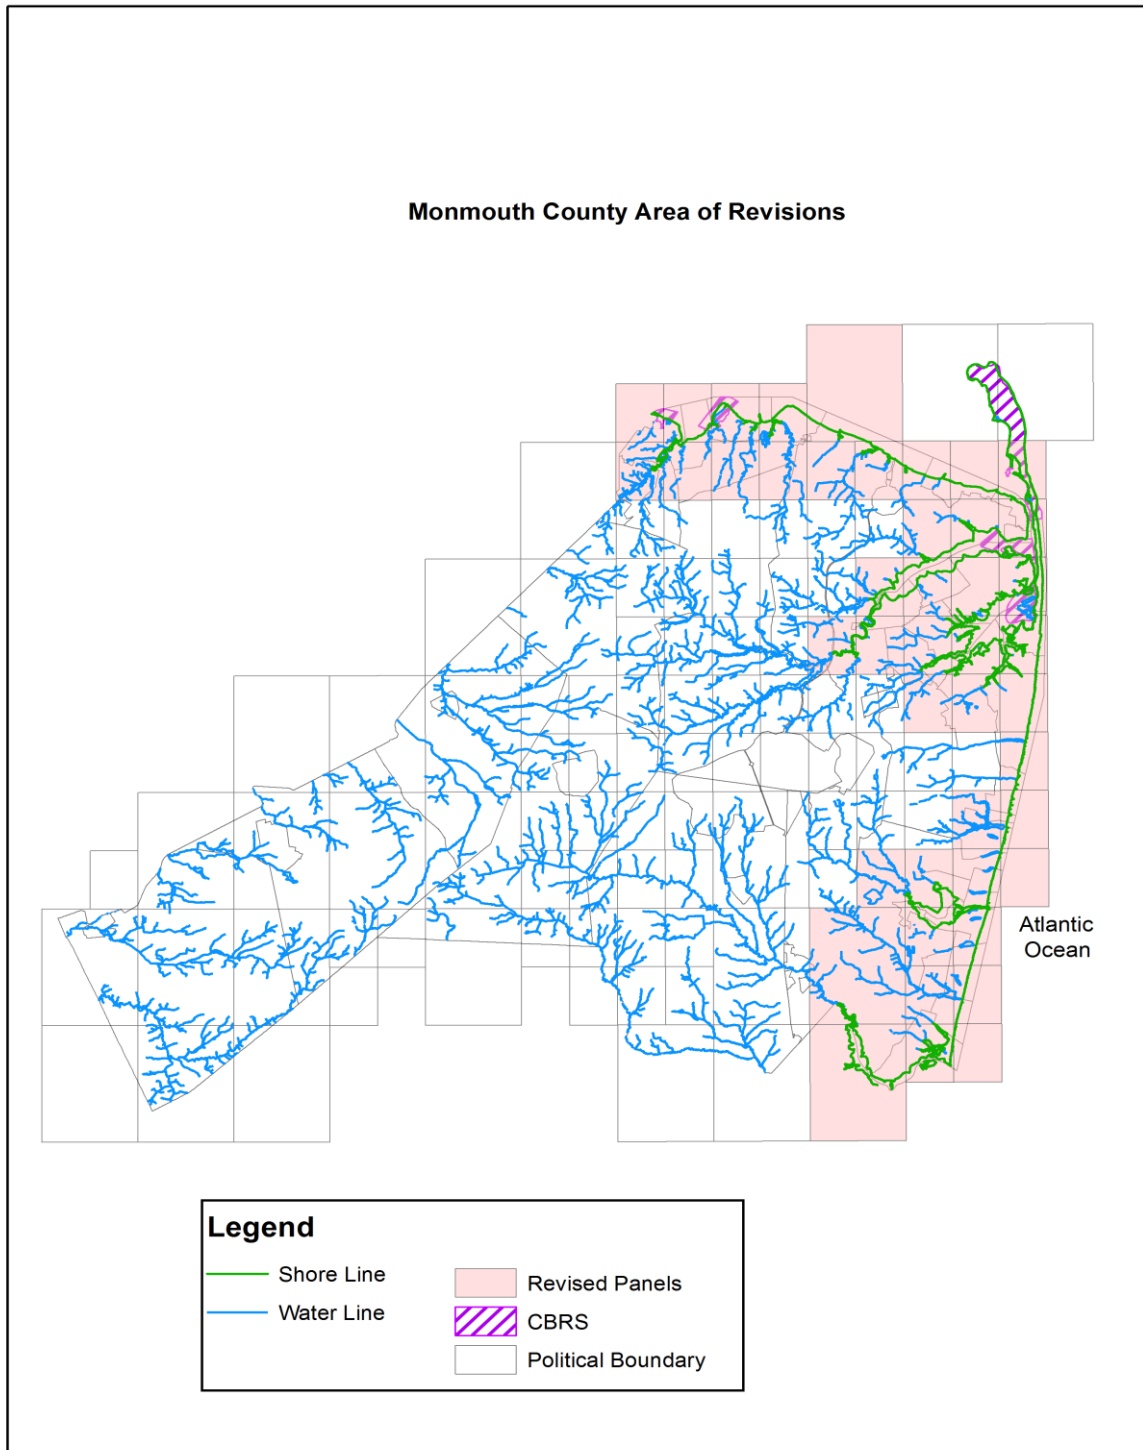 Monmouth County Area of Revisions
Atlantic
Ocean
Legend
Shore Line
Water Line
Revised Panels
CBRS
Political Boundary